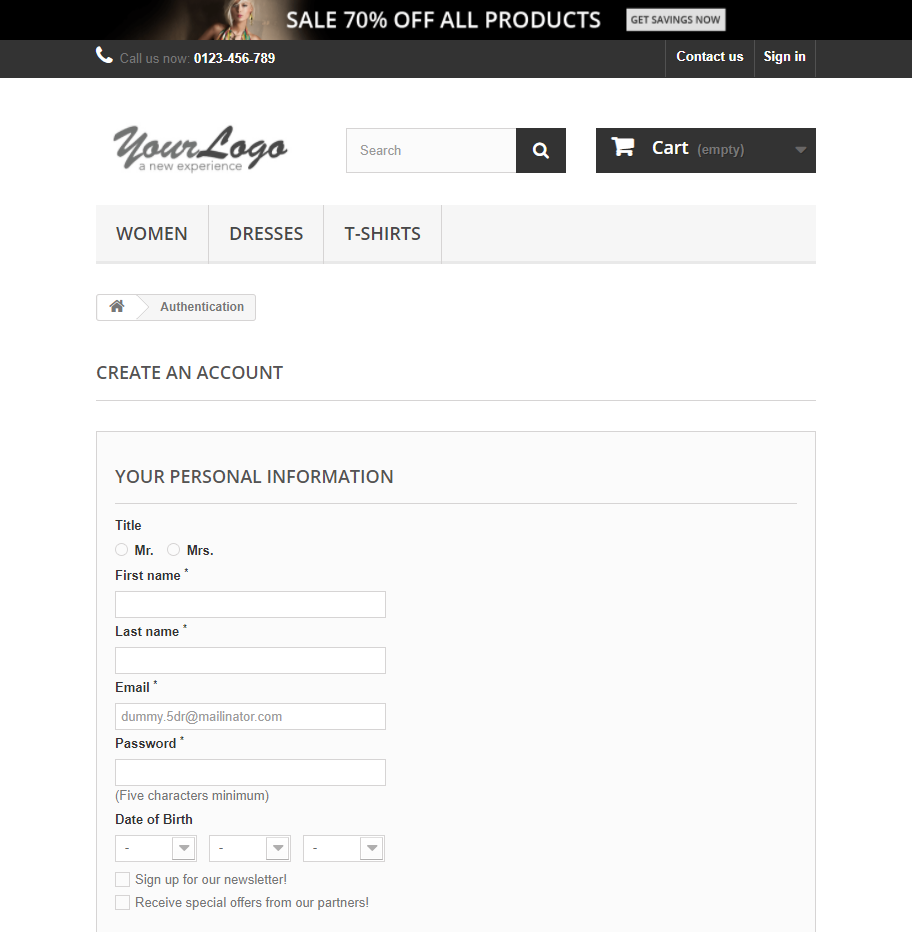 SALE 70% OFF ALL PRODUCTS GET SAVINGS NOW
Call us now: 0123-456-789 Contact us Sign in
YourLogo
a new experience
Search Cart (empty)
WOMEN DRESSES T-SHIRTS
Authentication
CREATE AN ACCOUNT
YOUR PERSONAL INFORMATION
Title
Mr. Mrs.
First name *
Last name *
Email *
dummy.5dr@mailinator.com
Password *
(Five characters minimum)
Date of Birth
- - -
Sign up for our newsletter!
Receive special offers from our partners!